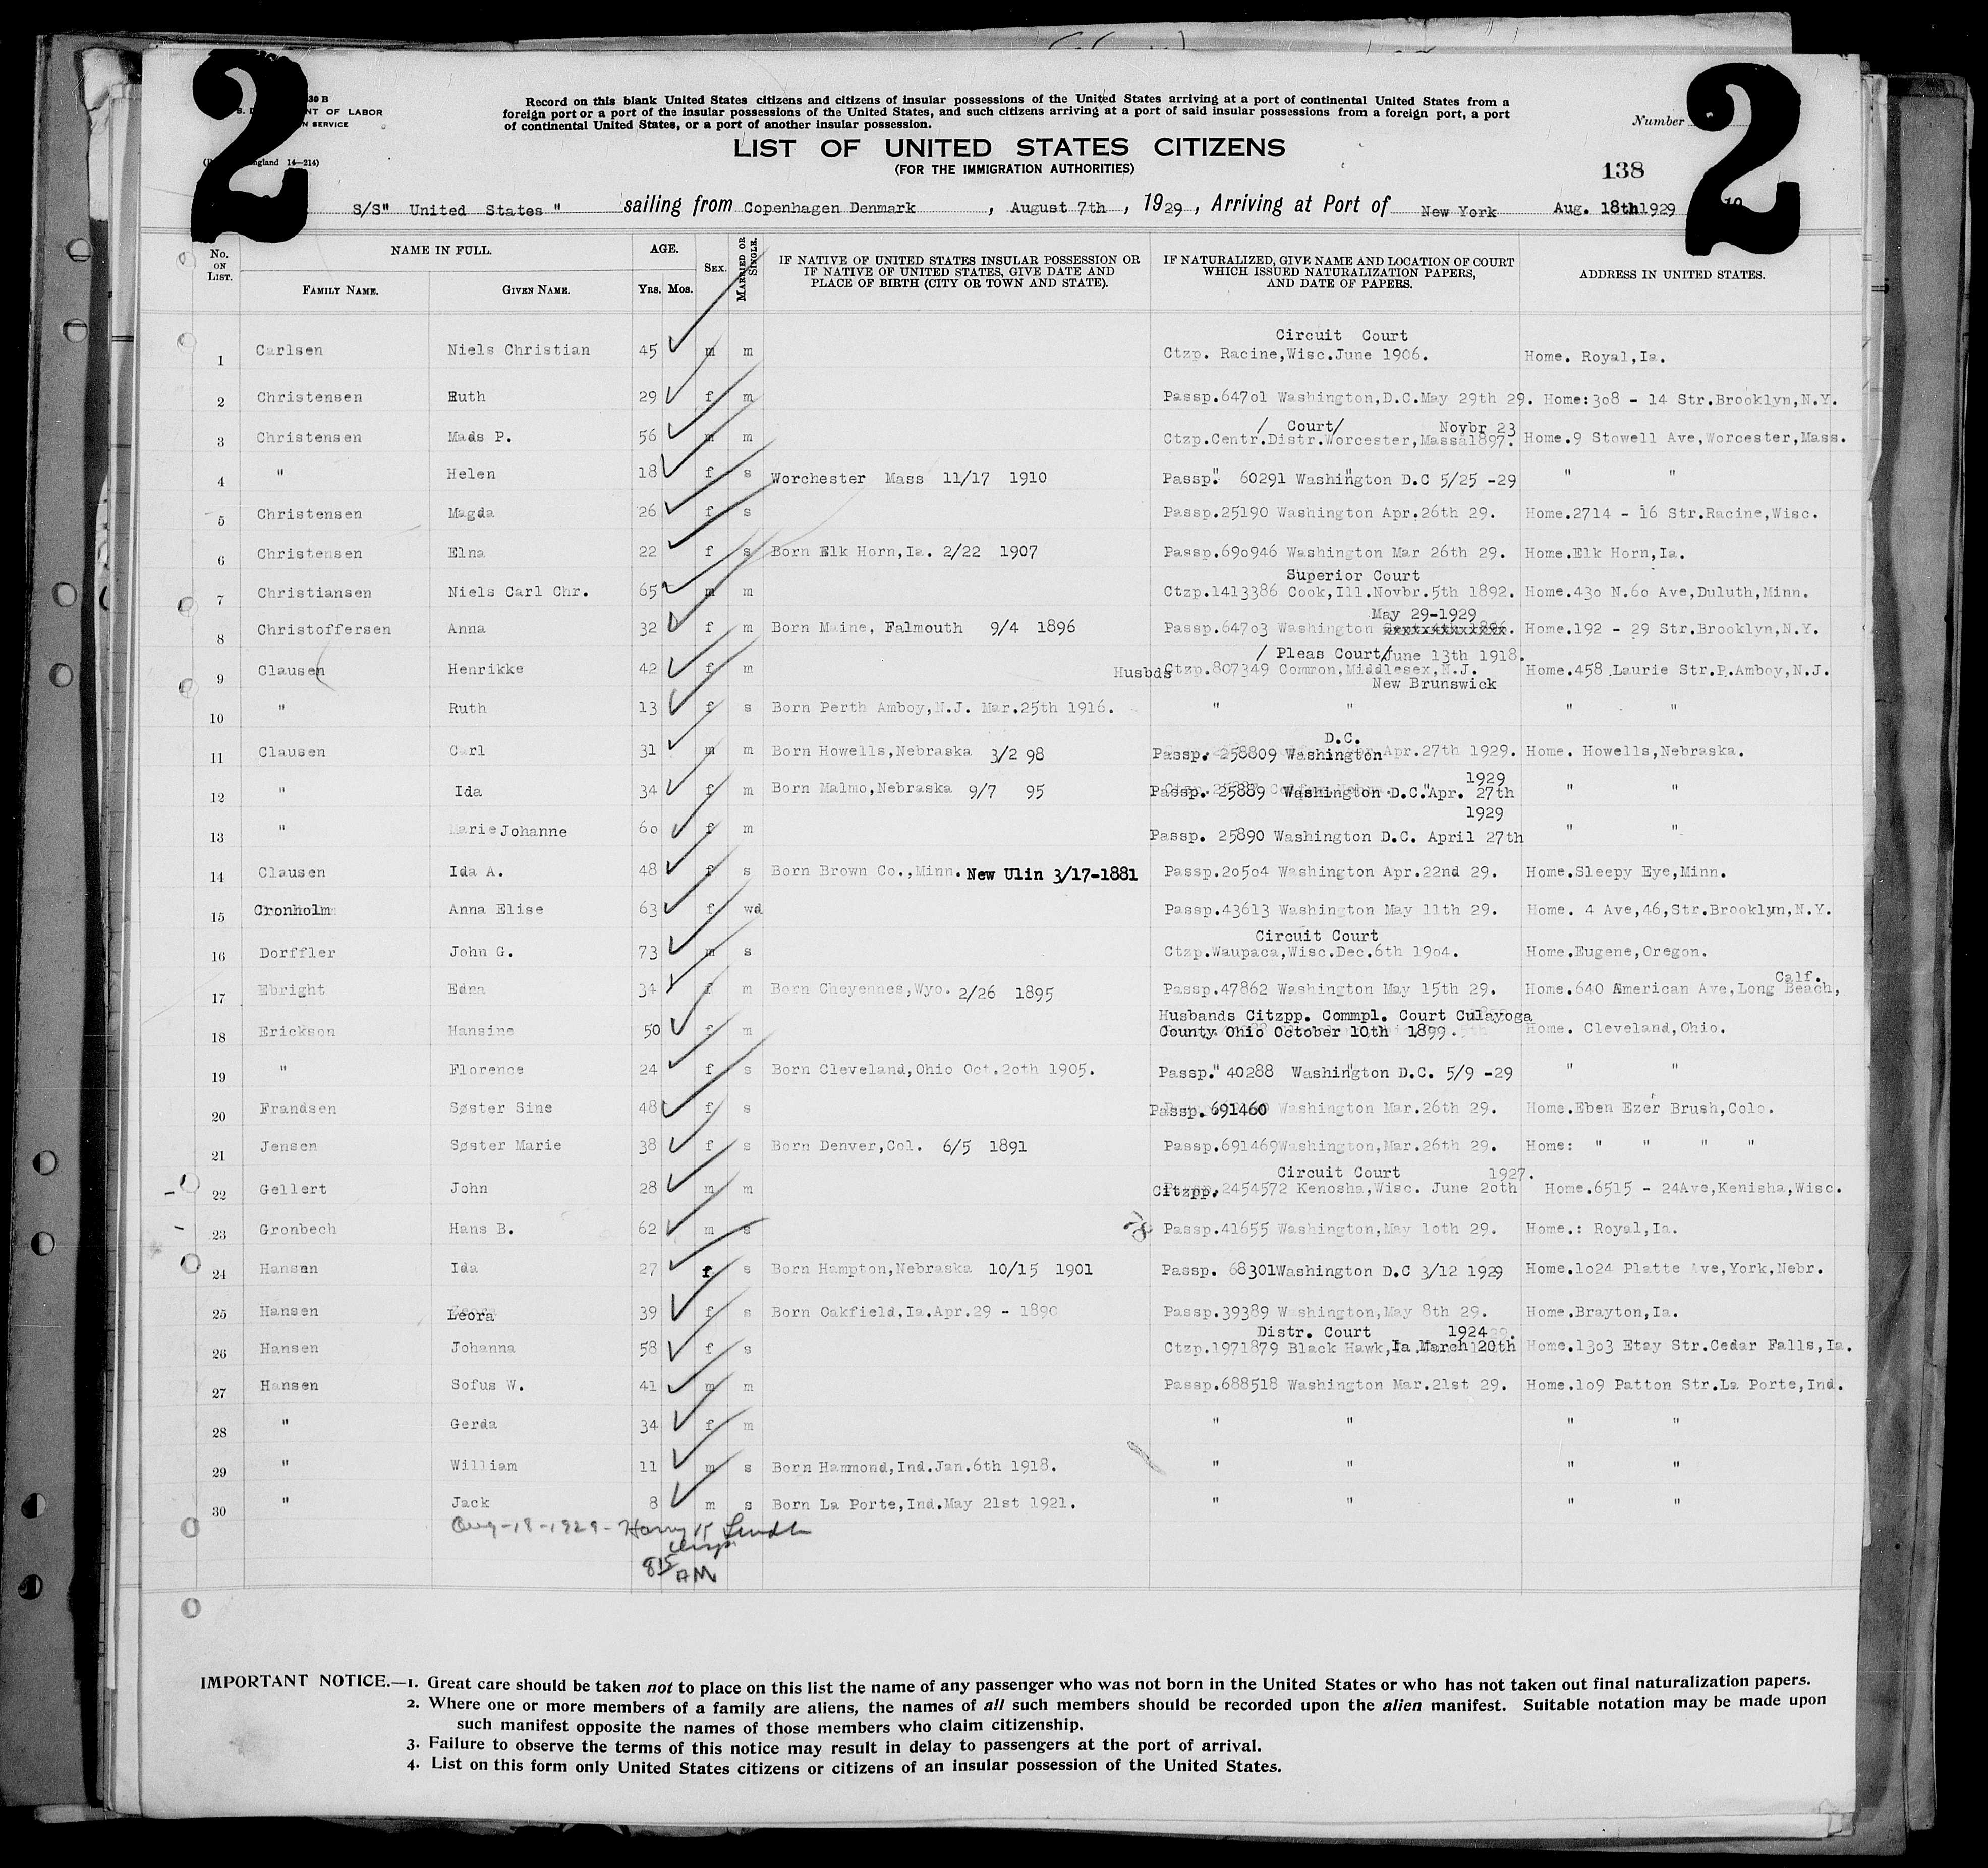 2 2
30 B
NT OF LABOR
N SERVICE
ngland 14—214)
Record on this blank United States citizens and citizens of insular possessions of the United States arriving at a port of continental United States from a
foreign port or a port of the insular possessions of the United States, and such citizens arriving at a port of said insular possessions from a foreign port, a port
of continental United States, or a port of another insular possession.
Number
LIST OF UNITED STATES CITIZENS
(FOR THE IMMIGRATION AUTHORITIES)
138
S/S" United States" sailing from Copenhagen Denmark, August 7th, 1929, Arriving at Port of New York Aug. 18th 1929
No. ON LIST. NAME IN FULL. AGE. SEX. MARRIED OR SINGLE. IF NATIVE OF UNITED STATES INSULAR POSSESSION OR IF NATIVE OF UNITED STATES, GIVE DATE AND PLACE OF BIRTH (CITY OR TOWN AND STATE). IF NATURALIZED, GIVE NAME AND LOCATION OF COURT WHICH ISSUED NATURALIZATION PAPERS, AND DATE OF PAPERS. ADDRESS IN UNITED STATES.
FAMILY NAME. GIVEN NAME. YRS. MOS.
Circuit Court
1 Carlsen Niels Christian 45 m m Ctzp. Racine,Wisc.June 1906. Home. Royal,Ia.
2 Christensen Ruth 29 f m Passp.64701 Washington,D.C.May 29th 29. Home:308 - 14 Str.Brooklyn,N.Y.
/ Court/ Novbr 23
3 Christensen Mads P. 56 m m Ctzp.Centr.Distr.Worcester,Massa1897. Home.9 Stowell Ave,Worcester,Mass.
4 " Helen 18 f s Worchester Mass 11/17 1910 Passp." 60291 Washington D.C 5/25 -29 " "
5 Christensen Magda 26 f s Passp.25190 Washington Apr.26th 29. Home.2714 - 16 Str.Racine,Wisc.
6 Christensen Elna 22 f s Born Elk Horn,Ia. 2/22 1907 Passp.690946 Washington Mar 26th 29. Home.Elk Horn,Ia.
Superior Court
7 Christiansen Niels Carl Chr. 65 m m Ctzp.1413386 Cook,Ill.Novbr.5th 1892. Home.430 N.60 Ave,Duluth,Minn.
May 29-1929
8 Christoffersen Anna 32 f m Born Maine, Falmouth 9/4 1896 Passp.64703 Washington Home.192 - 29 Str.Brooklyn,N.Y.
/ Pleas Court/June 13th 1918.
9 Clausen Henrikke 42 f m Husbds Ctzp.807349 Common,Middlesex,N.J. Home.458 Laurie Str.P.Amboy,N.J.
New Brunswick
10 " Ruth 13 f s Born Perth Amboy,N.J. Mar.25th 1916. " " " "
D.C.
11 Clausen Carl 31 m m Born Howells,Nebraska 3/2 98 Passp. 258809 Washington Apr.27th 1929. Home. Howells,Nebraska.
1929
12 " Ida 34 f m Born Malmo,Nebraska 9/7 95 Passp. 25889 Washington D.C."Apr. 27th " "
1929
13 " Marie Johanne 60 f m Passp. 25890 Washington D.C. April 27th " "
14 Clausen Ida A. 48 f s Born Brown Co.,Minn. New Ulin 3/17-1881 Passp.20504 Washington Apr.22nd 29. Home.Sleepy Eye,Minn.
15 Cronholm Anna Elise 63 f wd Passp.43613 Washington May 11th 29. Home. 4 Ave,46,Str.Brooklyn,N.Y.
Circuit Court
16 Dorffler John G. 73 m s Ctzp.Waupaca,Wisc.Dec.6th 1904. Home.Eugene,Oregon.
Calf.
17 Ebright Edna 34 f m Born Cheyennes,Wyo. 2/26 1895 Passp.47862 Washington May 15th 29. Home.640 American Ave,Long Beach,
Husbands Citzpp. Commpl. Court Culayoga
18 Erickson Hansine 50 f m County Ohio October 10th 1899. Home. Cleveland,Ohio.
19 " Florence 24 f s Born Cleveland,Ohio Oct.20th 1905. Passp." 40288 Washington D.C. 5/9 -29 " "
20 Frandsen Søster Sine 48 f s Passp.691460 Washington Mar.26th 29. Home.Eben Ezer Brush,Colo.
21 Jensen Søster Marie 38 f s Born Denver,Col. 6/5 1891 Passp.691469Washington,Mar.26th 29. Home: " " " "
Circuit Court 1927.
22 Gellert John 28 m m Citzpp. 2454572 Kenosha,Wisc. June 20th Home.6515 - 24Ave,Kenisha,Wisc.
23 Gronbech Hans B. 62 m s Passp.41655 Washington,May 10th 29. Home.: Royal,Ia.
24 Hansen Ida 27 f s Born Hampton,Nebraska 10/15 1901 Passp. 68301Washington D.C 3/12 1929 Home.1024 Platte Ave,York,Nebr.
25 Hansen Leora 39 f s Born Oakfield,Ia.Apr.29 - 1890 Passp.39389 Washington,May 8th 29. Home.Brayton,Ia.
Distr. Court 1924
26 Hansen Johanna 58 f s Ctzp.1971879 Black Hawk,Ia March 20th Home.1303 Etay Str.Cedar Falls,Ia.
27 Hansen Sofus W. 41 m m Passp.688518 Washington Mar.21st 29. Home.109 Patton Str.La Porte,Ind.
28 " Gerda 34 f m " " " "
29 " William 11 m s Born Hammond,Ind.Jan.6th 1918. " " " "
30 " Jack 8 m s Born La Porte,Ind.May 21st 1921. " " " "
Aug-18-1929- Harry
8 15
AM
IMPORTANT NOTICE.—1. Great care should be taken not to place on this list the name of any passenger who was not born in the United States or who has not taken out final naturalization papers.
2. Where one or more members of a family are aliens, the names of all such members should be recorded upon the alien manifest. Suitable notation may be made upon
such manifest opposite the names of those members who claim citizenship.
3. Failure to observe the terms of this notice may result in delay to passengers at the port of arrival.
4. List on this form only United States citizens or citizens of an insular possession of the United States.